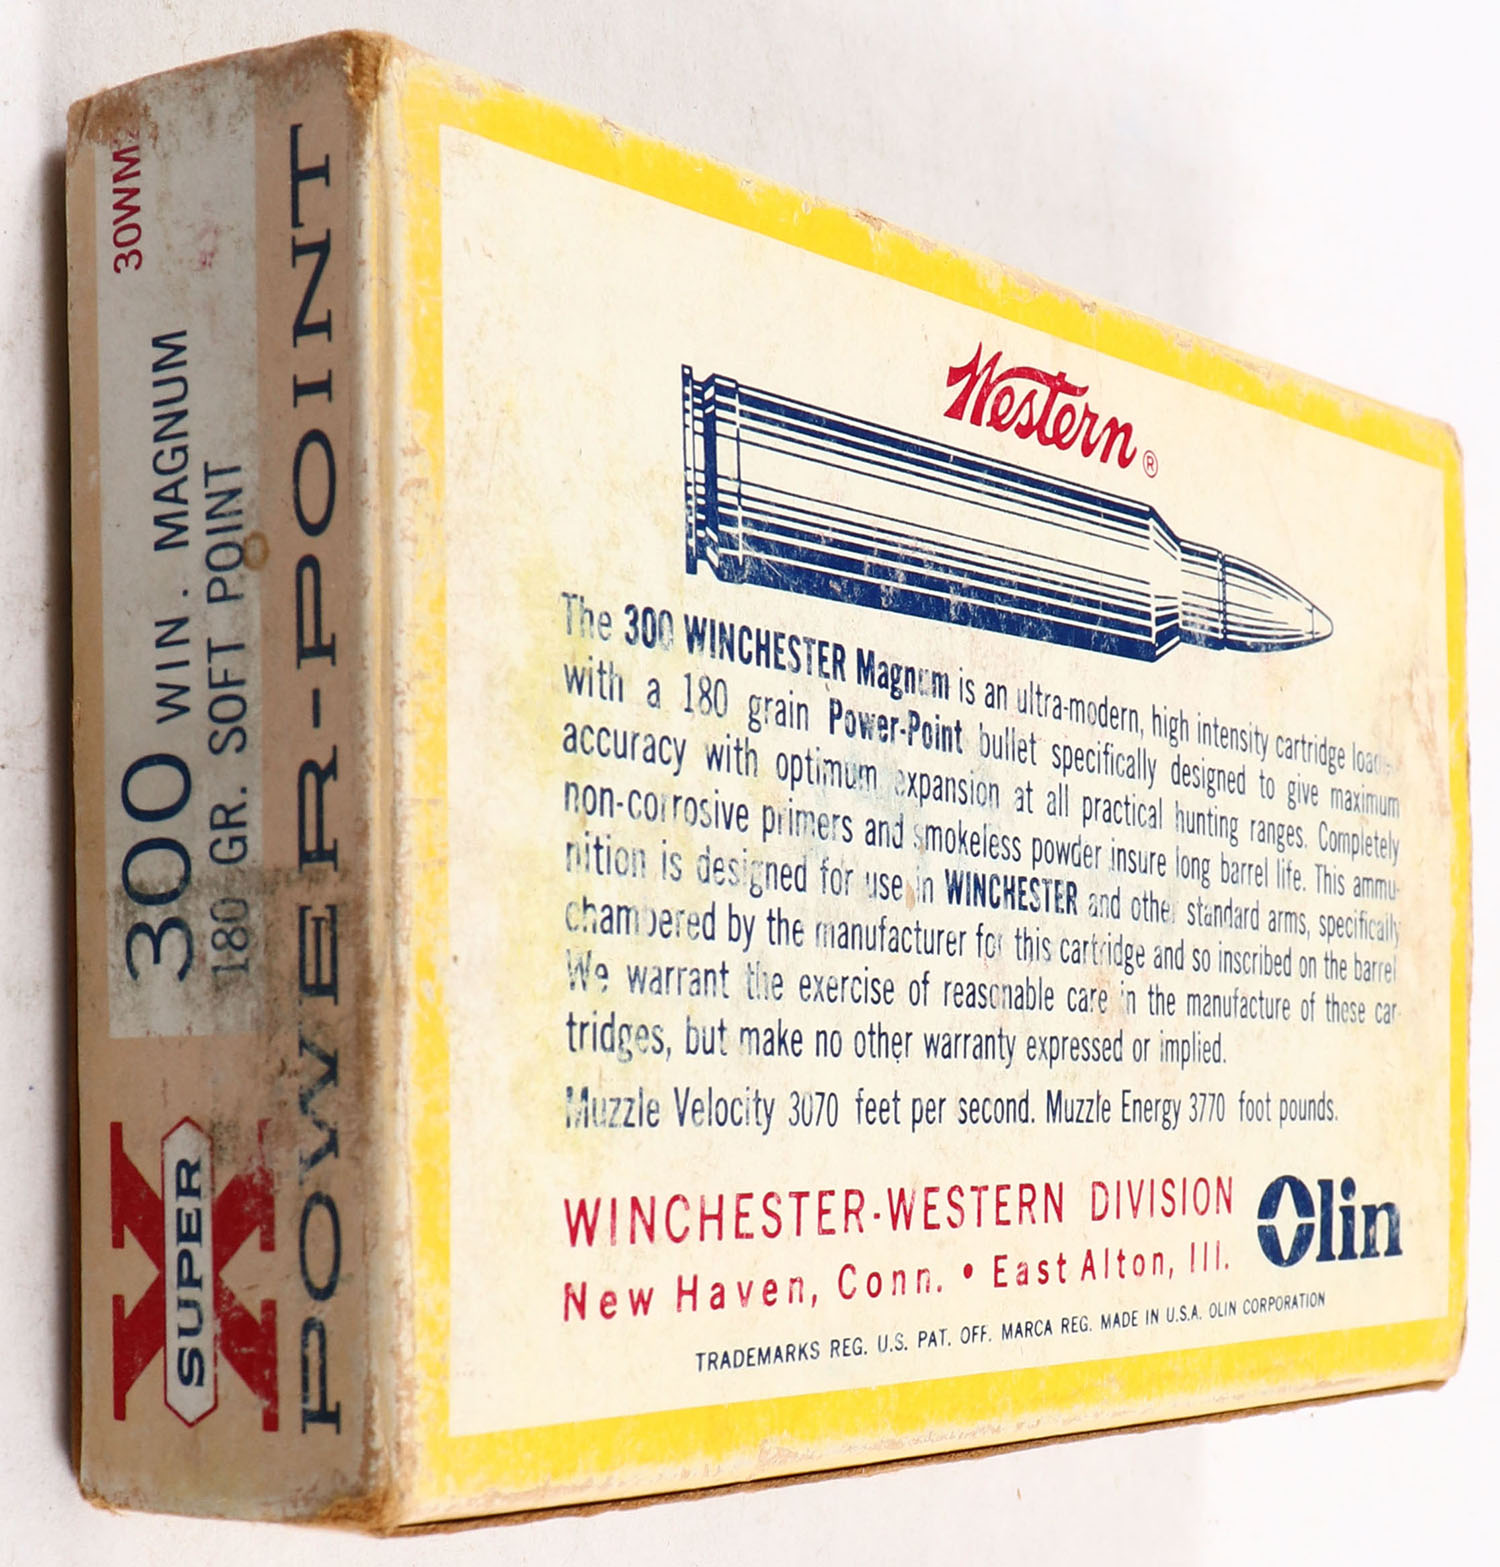 30WM
300 WIN. MAGNUM
180 GR. SOFT POINT
SUPER X
POWER-POINT
Western ®
The 300 WINCHESTER Magnum is an ultra-modern, high intensity cartridge
with a 180 grain Power-Point bullet specifically designed to give maximum
accuracy with optimum expansion at all practical hunting ranges. Completely
non-corrosive primers and smokeless powder insure long barrel life. This ammu-
nition is designed for use in WINCHESTER and other standard arms, specifically
chambered by the manufacturer for this cartridge and so inscribed on the barrel
We warrant the exercise of reasonable care in the manufacture of these car-
tridges, but make no other warranty expressed or implied.
Muzzle Velocity 3070 feet per second. Muzzle Energy 3770 foot pounds.
WINCHESTER-WESTERN DIVISION
New Haven, Conn. • East Alton, Ill.
Olin
TRADEMARKS REG. U.S. PAT. OFF. MARCA REG. MADE IN U.S.A. OLIN CORPORATION